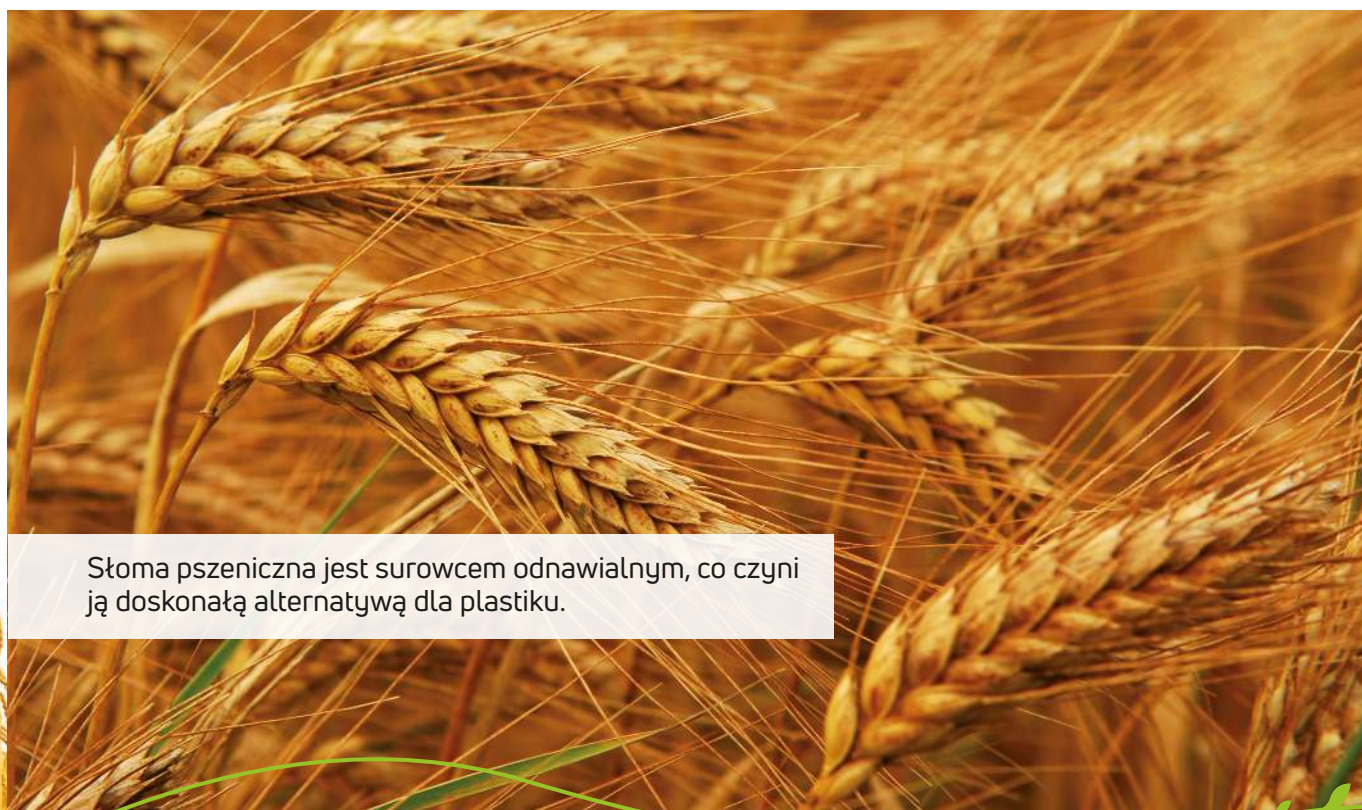 Słoma pszeniczna jest surowcem odnawialnym, co czyni
ją doskonałą alternatywą dla plastiku.